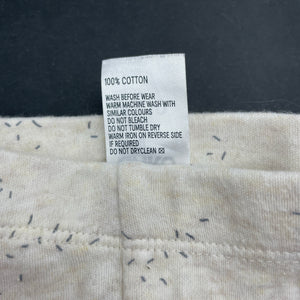 100% COTTON
WASH BEFORE WEAR
WARM MACHINE WASH WITH
SIMILAR COLOURS
DO NOT BLEACH
DO NOT TUMBLE DRY
WARM IRON ON REVERSE SIDE
IF REQUIRED
DO NOT DRYCLEAN